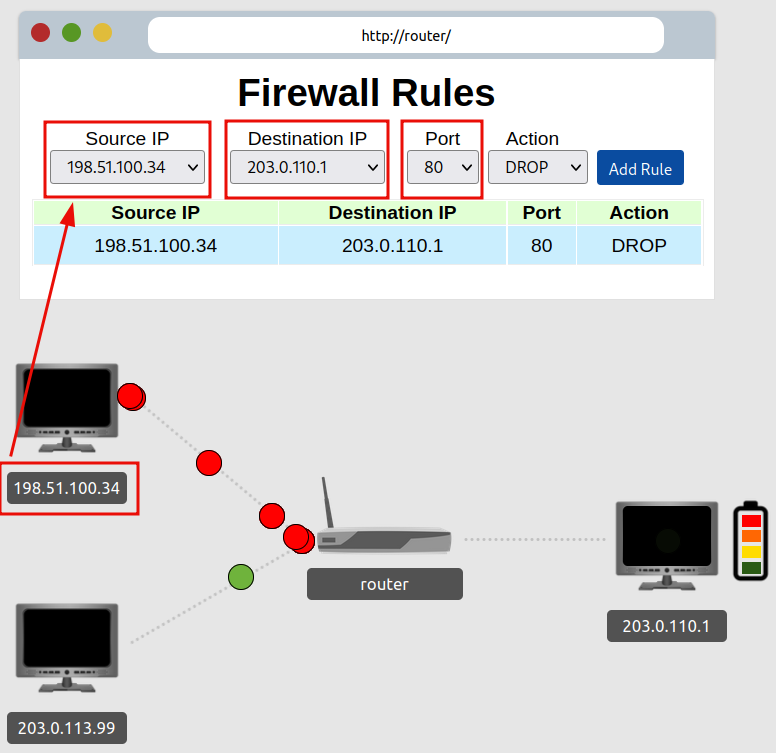 http://router/
Firewall Rules
Source IP Destination IP Port Action
198.51.100.34 203.0.110.1 80 DROP Add Rule
Source IP Destination IP Port Action
198.51.100.34 203.0.110.1 80 DROP
198.51.100.34
router
203.0.110.1
203.0.113.99